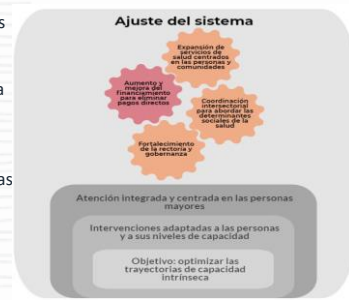 s
a
as
Ajuste del sistema
Expansión de
servicios de
salud centrados
en las personas y
comunidades
Aumento y
mejora del
financiamiento
para eliminar
pagos directos
Coordinación
intersectorial
para abordar las
determinantes
sociales de la
salud
Fortalecimiento
de la rectoría y
gobernanza
Atención integrada y centrada en las personas
mayores
Intervenciones adaptadas a las personas
y a sus niveles de capacidad
Objetivo: optimizar las
trayectorias de capacidad
intrínseca